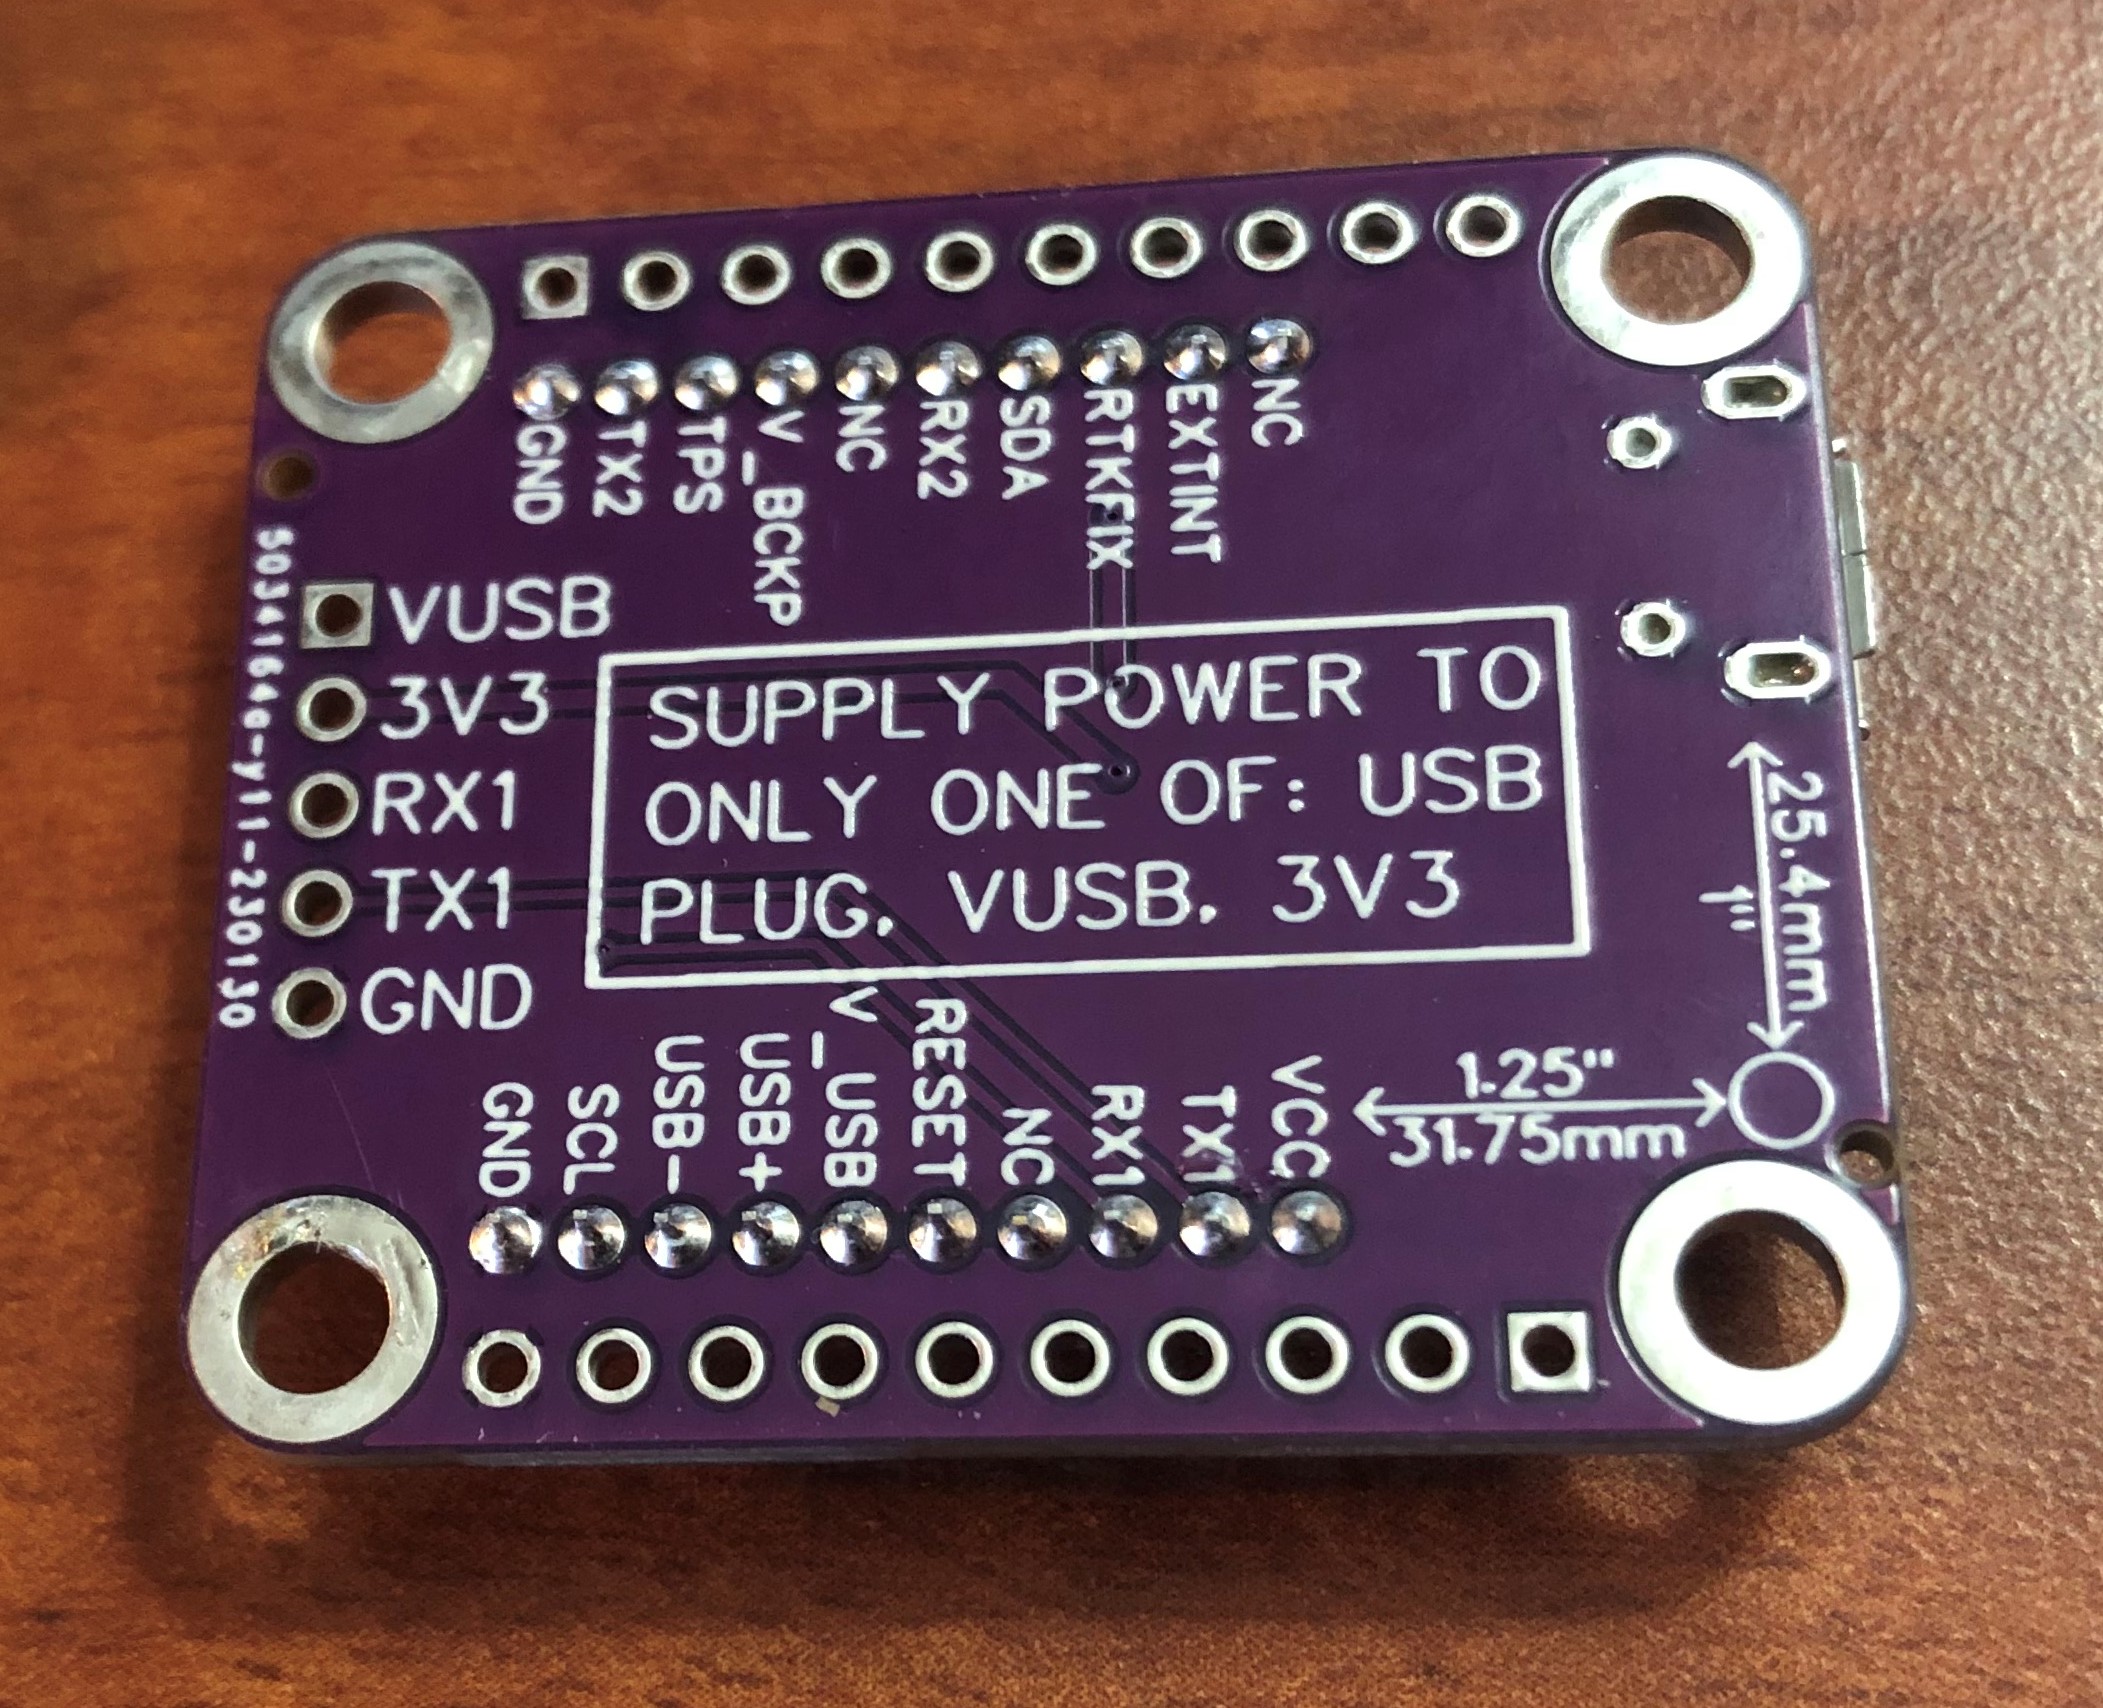 GND
TX2
TPS
V_BCKP
NC
RX2
SDA
RTKFIX
EXTINT
NC
5034164a-y11-230130
VUSB
3V3
RX1
TX1
GND
SUPPLY POWER TO
ONLY ONE OF: USB
PLUG, VUSB, 3V3
25.4mm
1"
1.25"
31.75mm
GND
SCL
USB-
USB+
V_USB
RESET
NC
RX1
TX1
VCC